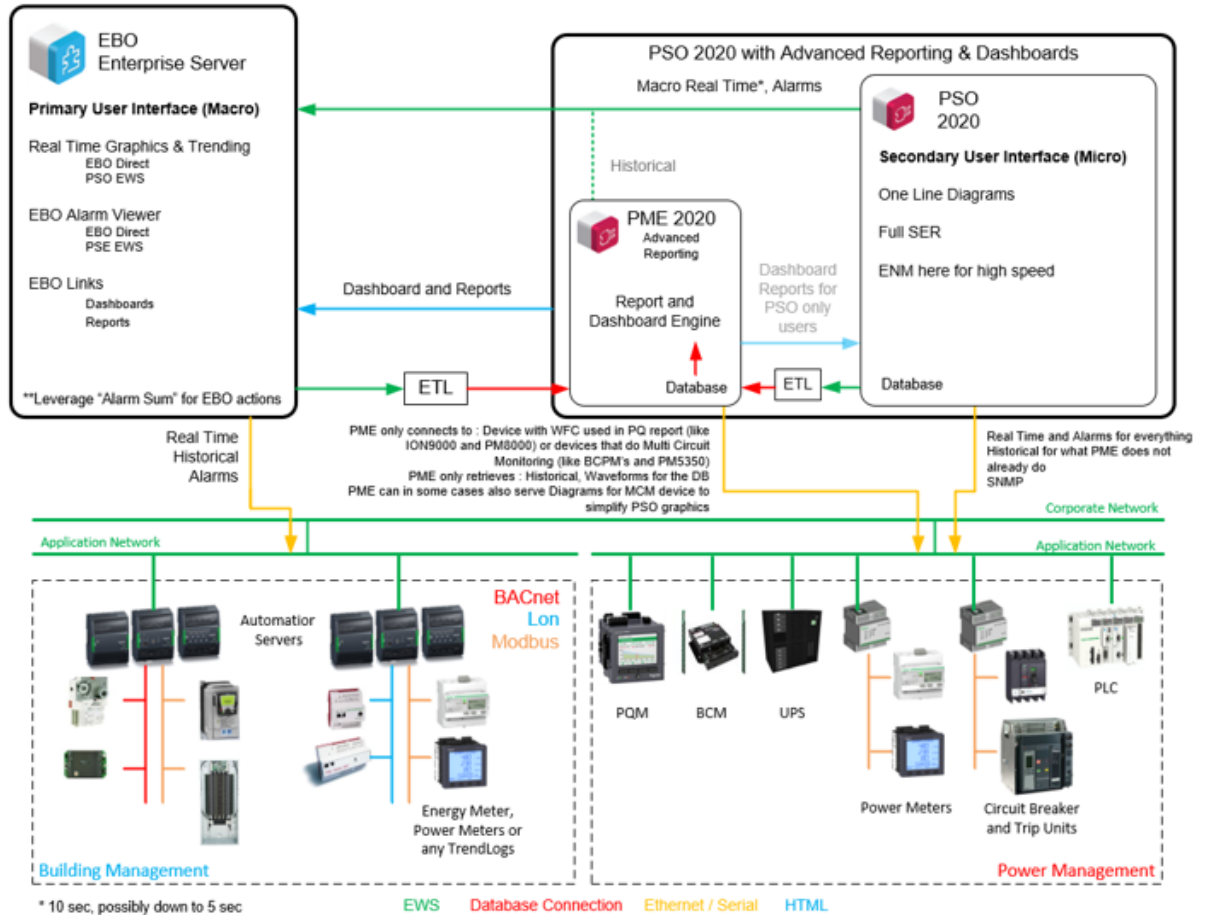 EBO
Enterprise Server
Primary User Interface (Macro)
Real Time Graphics & Trending
EBO Direct
PSO EWS
EBO Alarm Viewer
EBO Direct
PSE EWS
EBO Links
Dashboards
Reports
**Leverage "Alarm Sum" for EBO actions
PSO 2020 with Advanced Reporting & Dashboards
Macro Real Time*, Alarms
Historical
PME 2020
Advanced
Reporting
Report and
Dashboard Engine
Database
Dashboard
Reports for
PSO only
users
PSO
2020
Secondary User Interface (Micro)
One Line Diagrams
Full SER
ENM here for high speed
Database
ETL
Dashboard and Reports
ETL
Real Time
Historical
Alarms
PME only connects to : Device with WFC used in PQ report (like
ION9000 and PM8000) or devices that do Multi Circuit
Monitoring (like BCPM's and PM5350)
PME only retrieves : Historical, Waveforms for the DB
PME can in some cases also serve Diagrams for MCM device to
simplify PSO graphics
Real Time and Alarms for everything
Historical for what PME does not
already do
SNMP
Corporate Network
Application Network
Application Network
BACnet
Lon
Modbus
Automatior
Servers
Energy Meter,
Power Meters or
any TrendLogs
Building Management
PQM
BCM
UPS
Power Meters
Circuit Breaker
and Trip Units
PLC
Power Management
* 10 sec, possibly down to 5 sec
EWS
Database Connection
Ethernet / Serial
HTML